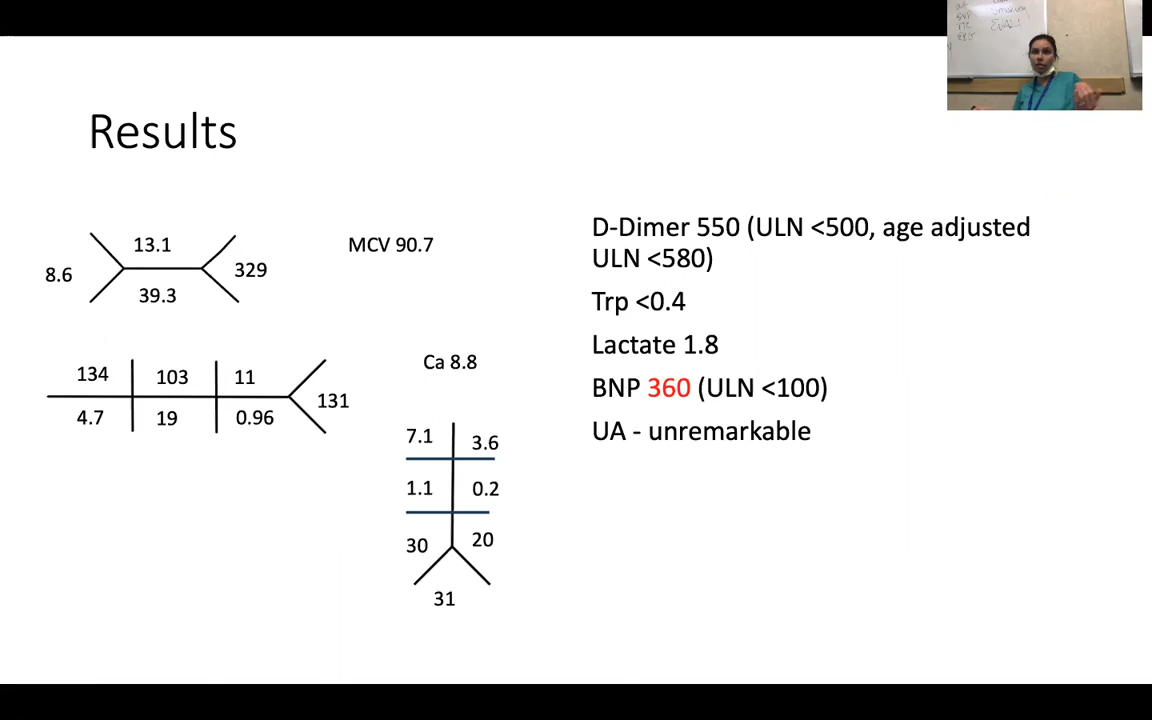 Results
13.1
8.6
329
39.3
MCV 90.7
134
103
11
131
4.7
19
0.96
Ca 8.8
7.1
3.6
1.1
0.2
30
20
31
D-Dimer 550 (ULN <500, age adjusted
ULN <580)
Trp <0.4
Lactate 1.8
BNP 360 (ULN <100)
UA - unremarkable